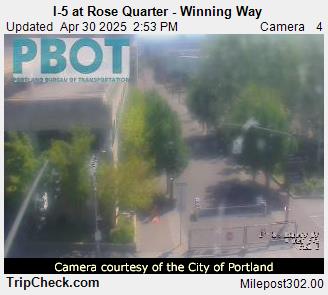 I-5 at Rose Quarter - Winning Way
Updated Apr 30 2025 2:53 PM Camera 4
PBOT
PORTLAND BUREAU OF TRANSPORTATION
Camera courtesy of the City of Portland
TripCheck.com Milepost302.00